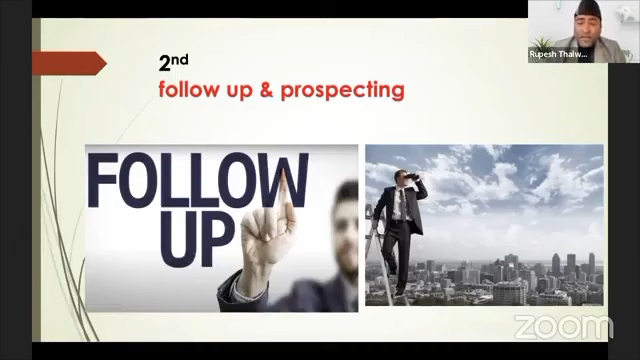 2nd
follow up & prospecting
FOLLOW
UP
Rupesh Thalw...
zoom